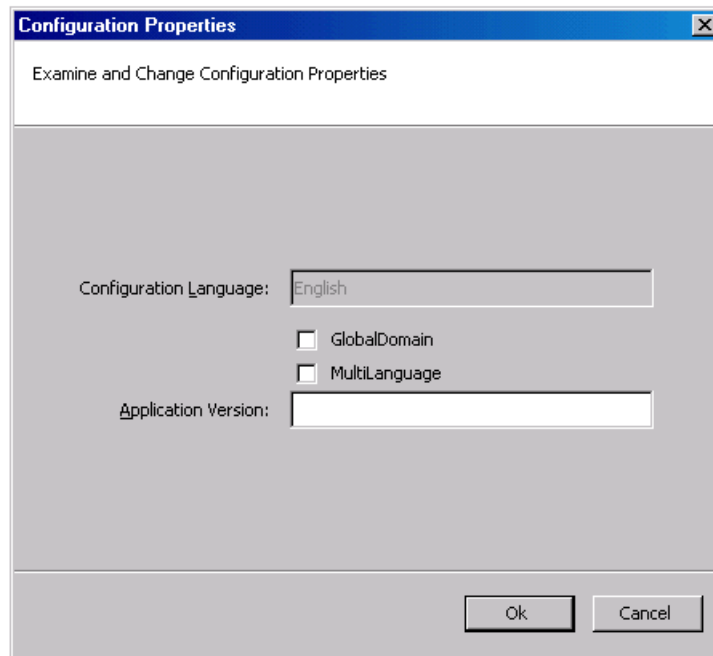 Configuration Properties
Examine and Change Configuration Properties
Configuration Language: English
GlobalDomain
MultiLanguage
Application Version:
Ok Cancel